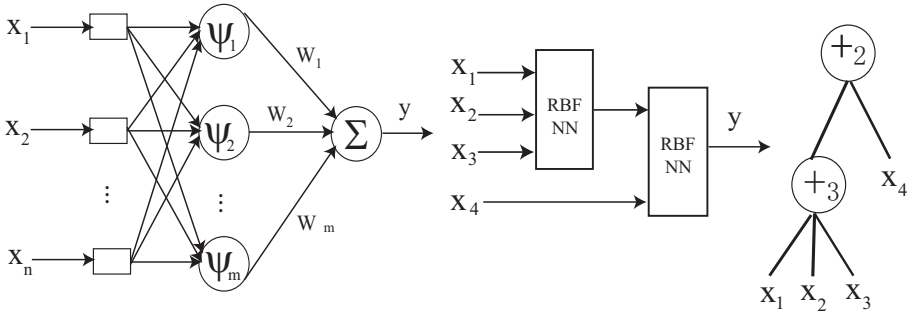 x₁
x₂
⋮
xₙ
ψ₁
ψ₂
⋮
ψₘ
W₁
W₂
Wₘ
Σ
y
x₁
x₂
x₃
x₄
RBF
NN
RBF
NN
y
+₂
+₃
x₄
x₁ x₂ x₃